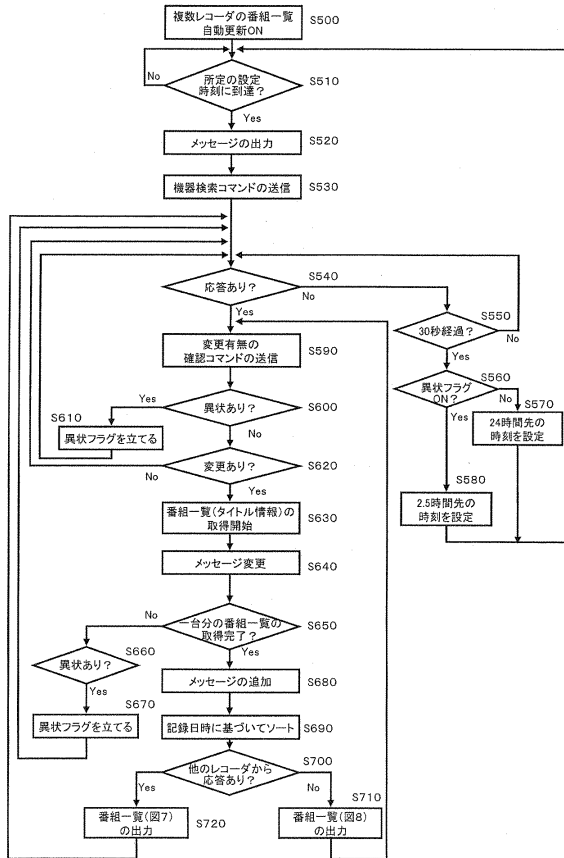 複数レコーダの番組一覧
自動更新ON
S500
No
所定の設定
時刻に到達？
S510
Yes
メッセージの出力
S520
機器検索コマンドの送信
S530
応答あり？
S540
No
Yes
S550
30秒経過？
No
Yes
変更有無の
確認コマンドの送信
S590
S560
異状フラグ
ON？
No
Yes
S570
24時間先の
時刻を設定
Yes
異状あり？
S600
No
S610
異状フラグを立てる
No
変更あり？
S620
Yes
S580
2.5時間先の
時刻を設定
番組一覧(タイトル情報)の
取得開始
S630
メッセージ変更
S640
No
一台分の番組一覧の
取得完了？
S650
Yes
S660
異状あり？
Yes
メッセージの追加
S680
S670
異状フラグを立てる
記録日時に基づいてソート
S690
S700
他のレコーダから
応答あり？
Yes
No
S710
番組一覧(図7)
の出力
S720
番組一覧(図8)
の出力